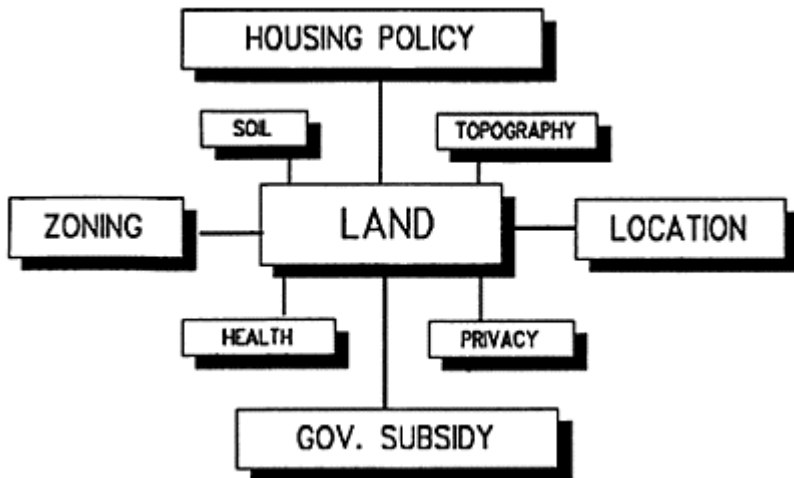 HOUSING POLICY
SOIL
TOPOGRAPHY
ZONING
LAND
LOCATION
HEALTH
PRIVACY
GOV. SUBSIDY